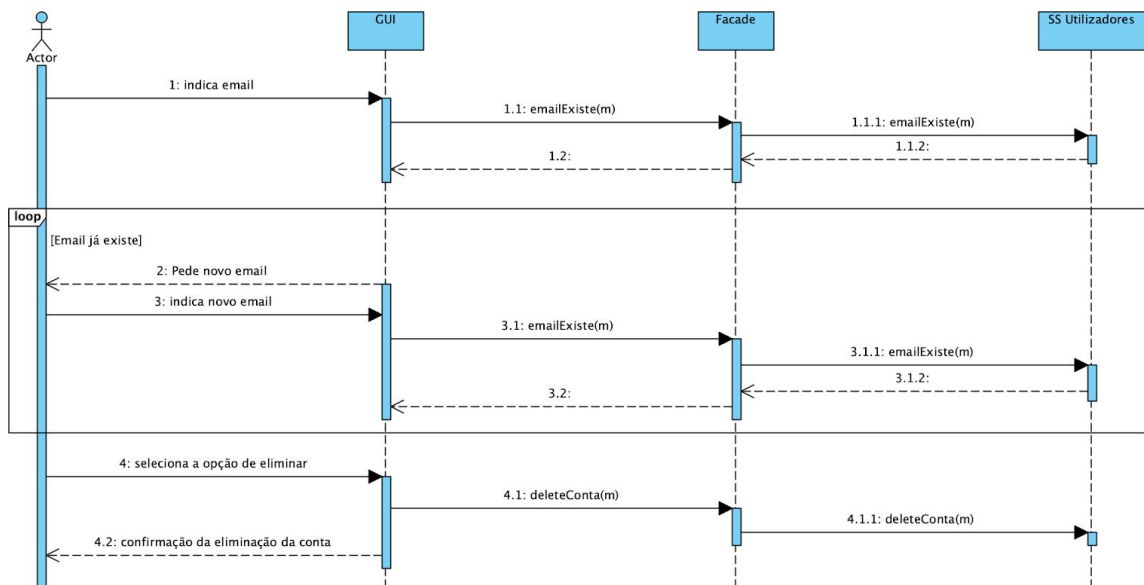 GUI
Facade
SS Utilizadores
Actor
1: indica email
1.1: emailExiste(m)
1.1.1: emailExiste(m)
1.1.2:
1.2:
loop
[Email já existe]
2: Pede novo email
3: indica novo email
3.1: emailExiste(m)
3.1.1: emailExiste(m)
3.1.2:
3.2:
4: seleciona a opção de eliminar
4.1: deleteConta(m)
4.1.1: deleteConta(m)
4.2: confirmação da eliminação da conta